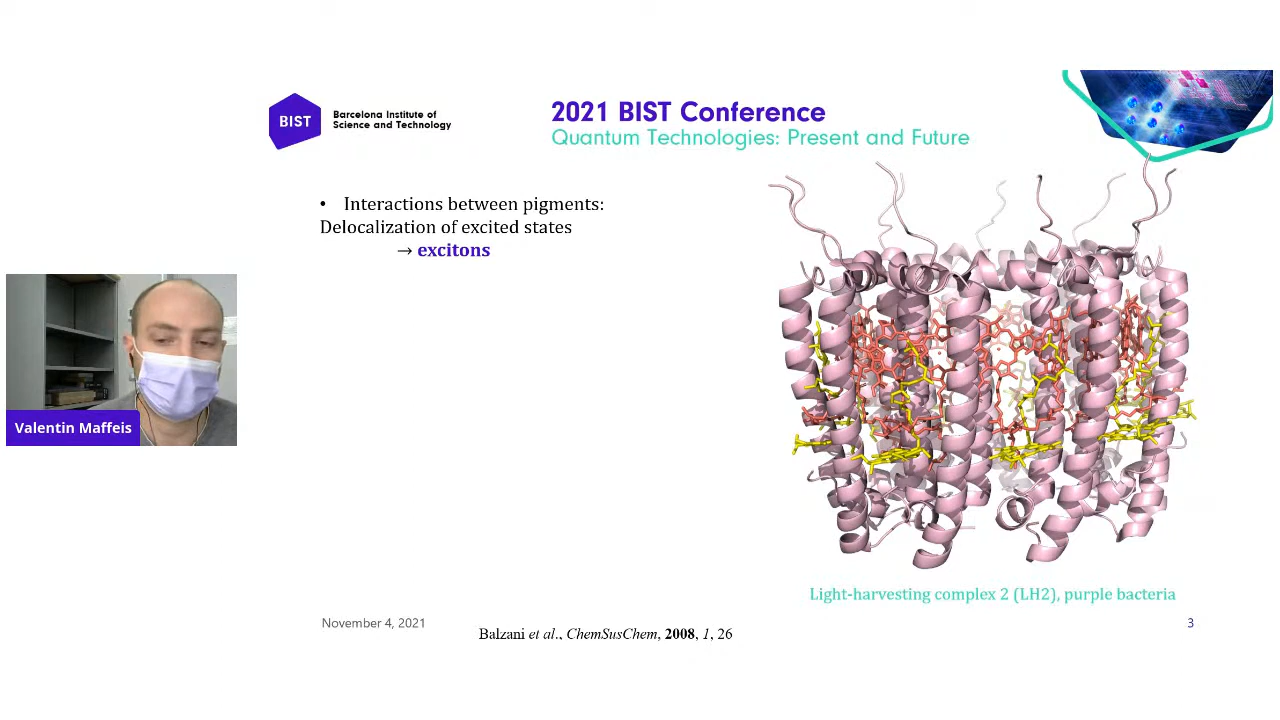 BIST
Barcelona Institute of
Science and Technology
2021 BIST Conference
Quantum Technologies: Present and Future
• Interactions between pigments:
Delocalization of excited states
→ excitons
Valentin Maffeis
Light-harvesting complex 2 (LH2), purple bacteria
November 4, 2021
Balzani et al., ChemSusChem, 2008, 1, 26
3